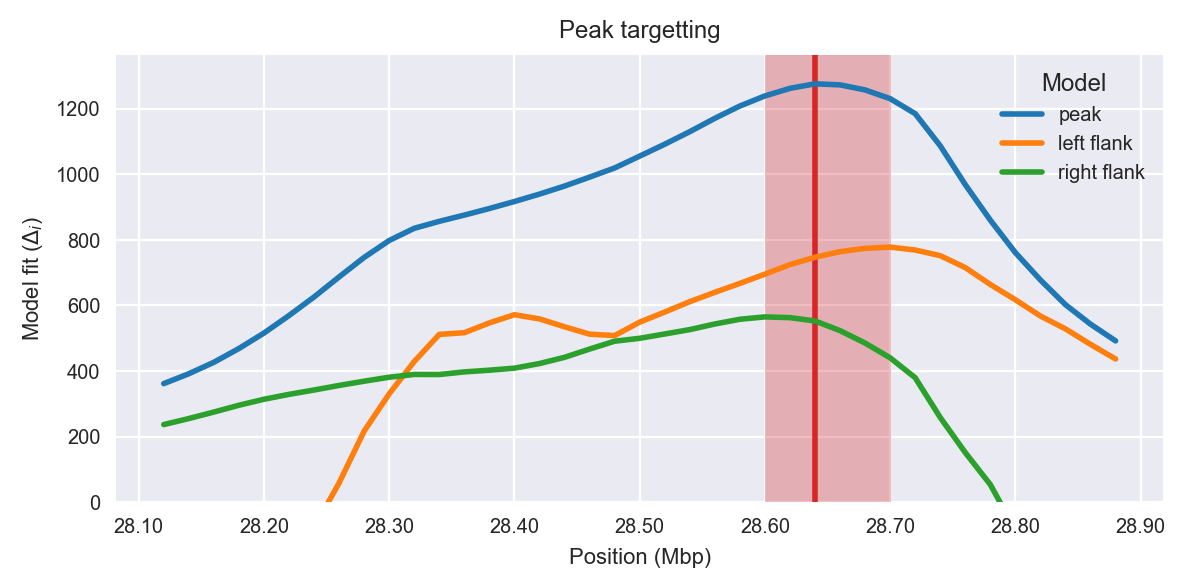 Peak targetting
Model fit (Δi)
1200
1000
800
600
400
200
0
Model
peak
left flank
right flank
28.10 28.20 28.30 28.40 28.50 28.60 28.70 28.80 28.90
Position (Mbp)